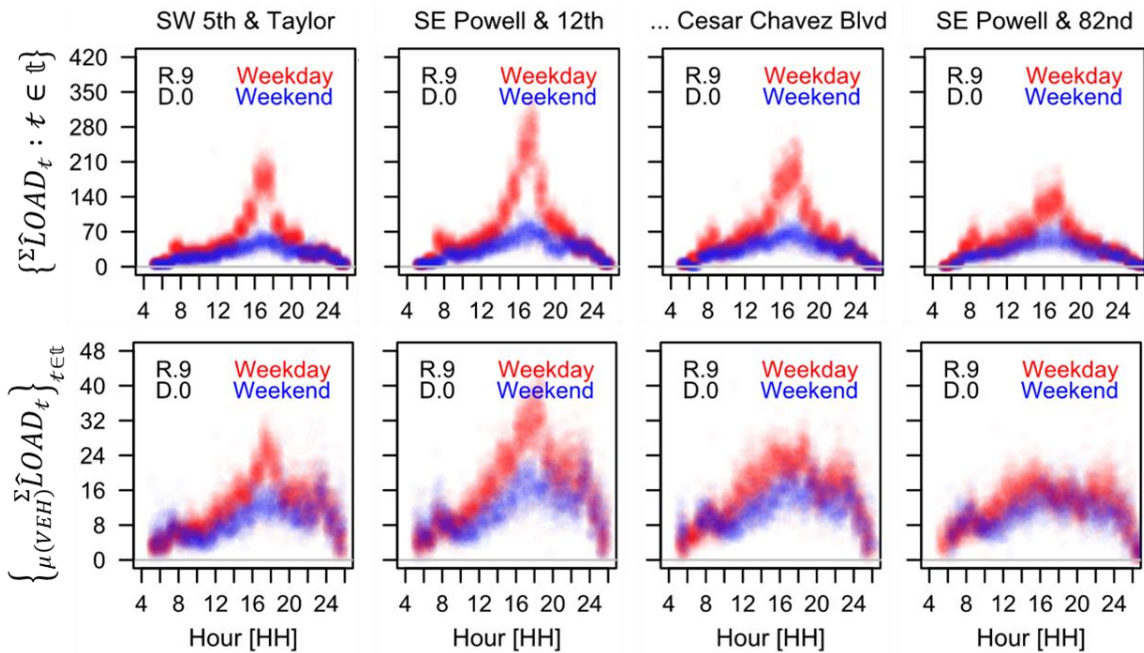 SW 5th & Taylor SE Powell & 12th ... Cesar Chavez Blvd SE Powell & 82nd
{^Σ L̂OAD_t : t ∈ 𝕥}
420
350
280
210
140
70
0
R.9 Weekday
D.0 Weekend
R.9 Weekday
D.0 Weekend
R.9 Weekday
D.0 Weekend
R.9 Weekday
D.0 Weekend
4 8 12 16 20 24
4 8 12 16 20 24
4 8 12 16 20 24
4 8 12 16 20 24
{_μ(VEH)^Σ L̂OAD_t}_t∈𝕥
48
40
32
24
16
8
0
R.9 Weekday
D.0 Weekend
R.9 Weekday
D.0 Weekend
R.9 Weekday
D.0 Weekend
R.9 Weekday
D.0 Weekend
4 8 12 16 20 24
4 8 12 16 20 24
4 8 12 16 20 24
4 8 12 16 20 24
Hour [HH] Hour [HH] Hour [HH] Hour [HH]